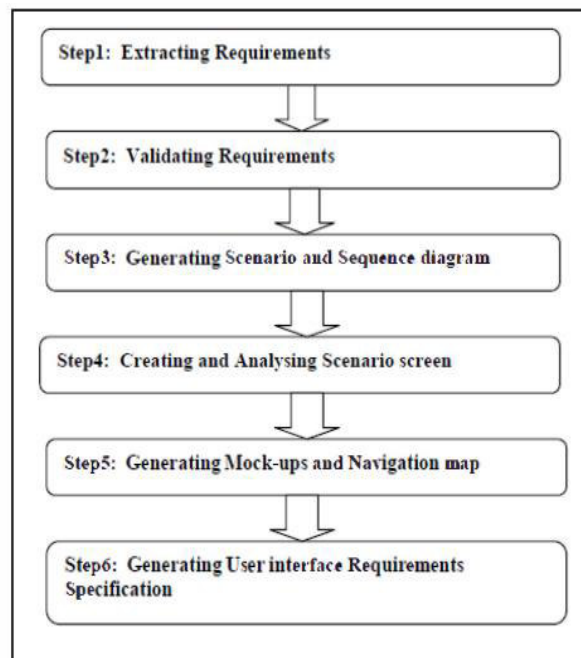 Step1: Extracting Requirements
Step2: Validating Requirements
Step3: Generating Scenario and Sequence diagram
Step4: Creating and Analysing Scenario screen
Step5: Generating Mock-ups and Navigation map
Step6: Generating User interface Requirements
Specification